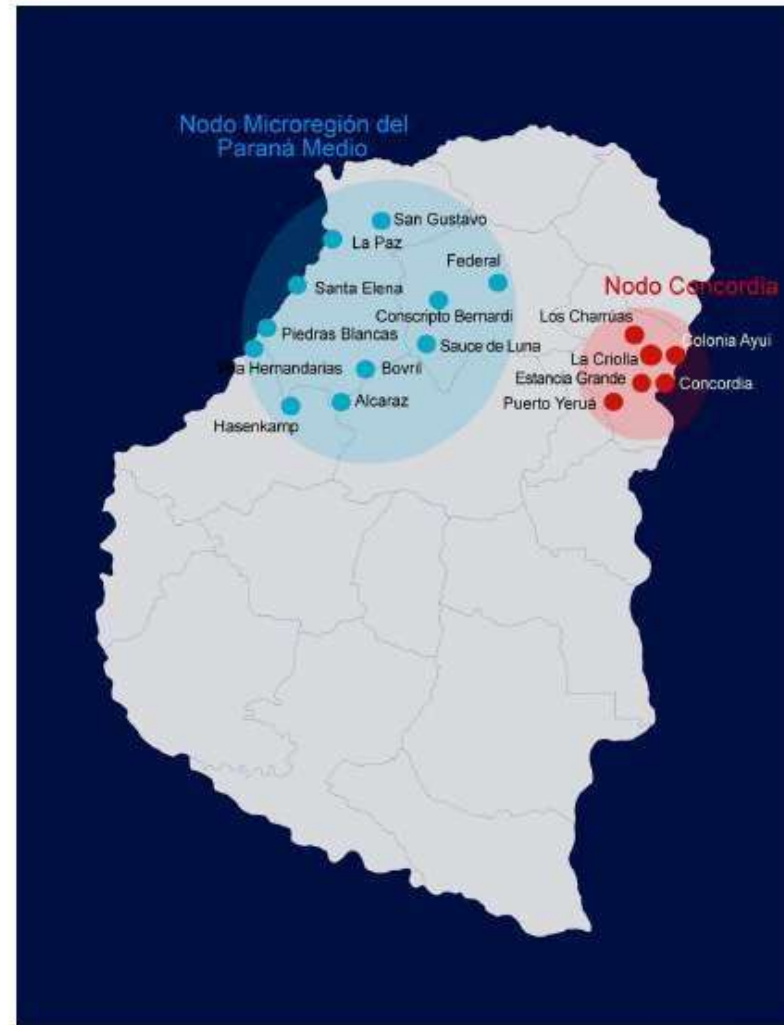 Nodo Microregión del
Paraná Medio
San Gustavo
La Paz
Federal
Santa Elena
Conscripto Bernardi
Piedras Blancas
Sauce de Luna
Hernandarias
Bovril
Alcaraz
Hasenkamp
Nodo Concordia
Los Charrúas
Colonia Ayuí
La Criolla
Estancia Grande
Concordia
Puerto Yeruá